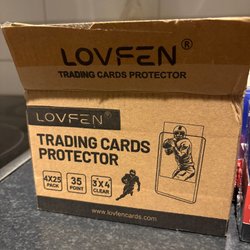 LOVFEN®
TRADING CARDS PROTECTOR
LOVFEN®
TRADING CARDS
PROTECTOR
4X25
PACK
35
POINT
3"X4"
CLEAR
www.lovfencards.com